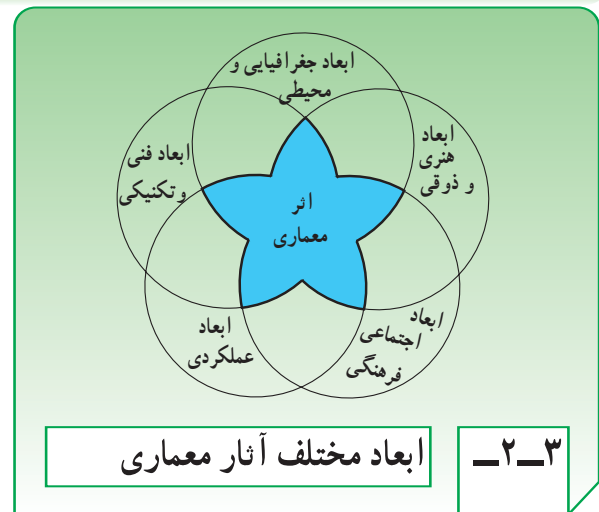 ابعاد جغرافیایی و
محیطی
ابعاد
هنری
و ذوقی
ابعاد فنی
وتکنیکی
اثر
معماری
ابعاد
اجتماعی
فرهنگی
ابعاد
عملکردی
۳ــ۲ــ
ابعاد مختلف آثار معماری